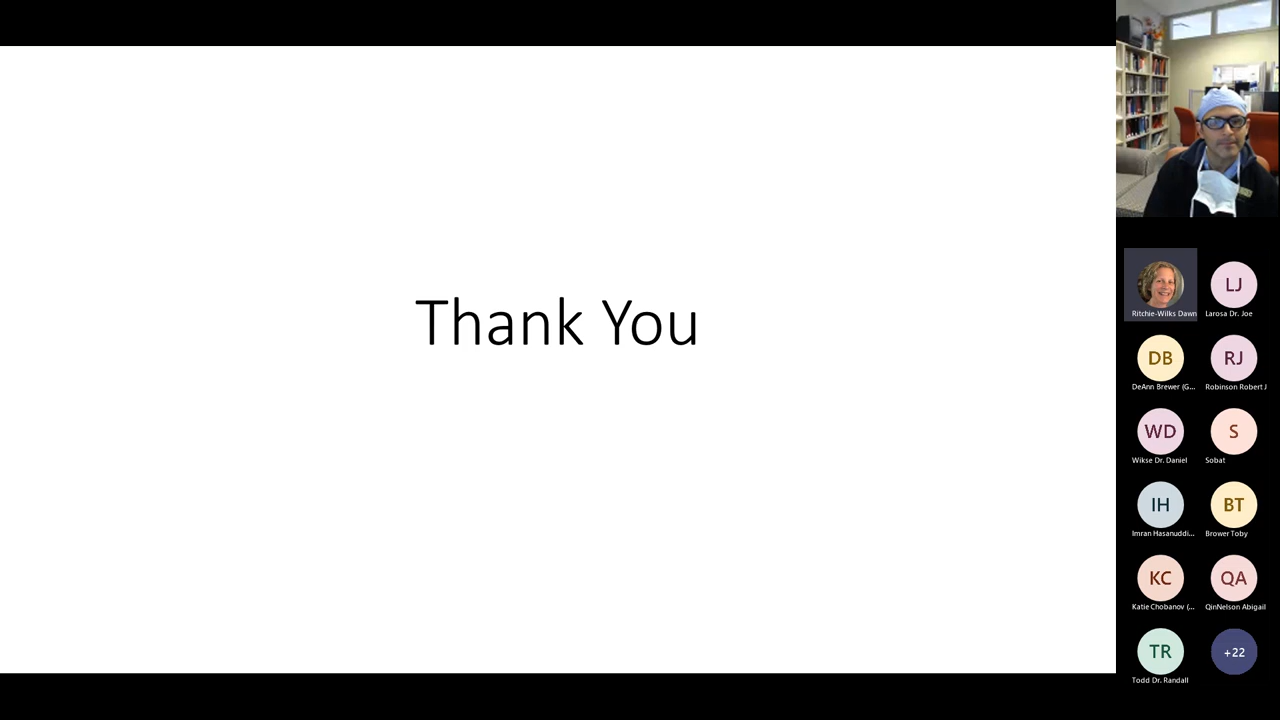 Thank You
Ritchie-Wilks Dawn
LJ
Larosa Dr. Joe
DB
DeAnn Brewer (G...
RJ
Robinson Robert J
WD
Wikse Dr. Daniel
S
Sobat
IH
Imran Hasanuddi...
BT
Brower Toby
KC
Katie Chobanov (...
QA
QinNelson Abigail
TR
Todd Dr. Randall
+22